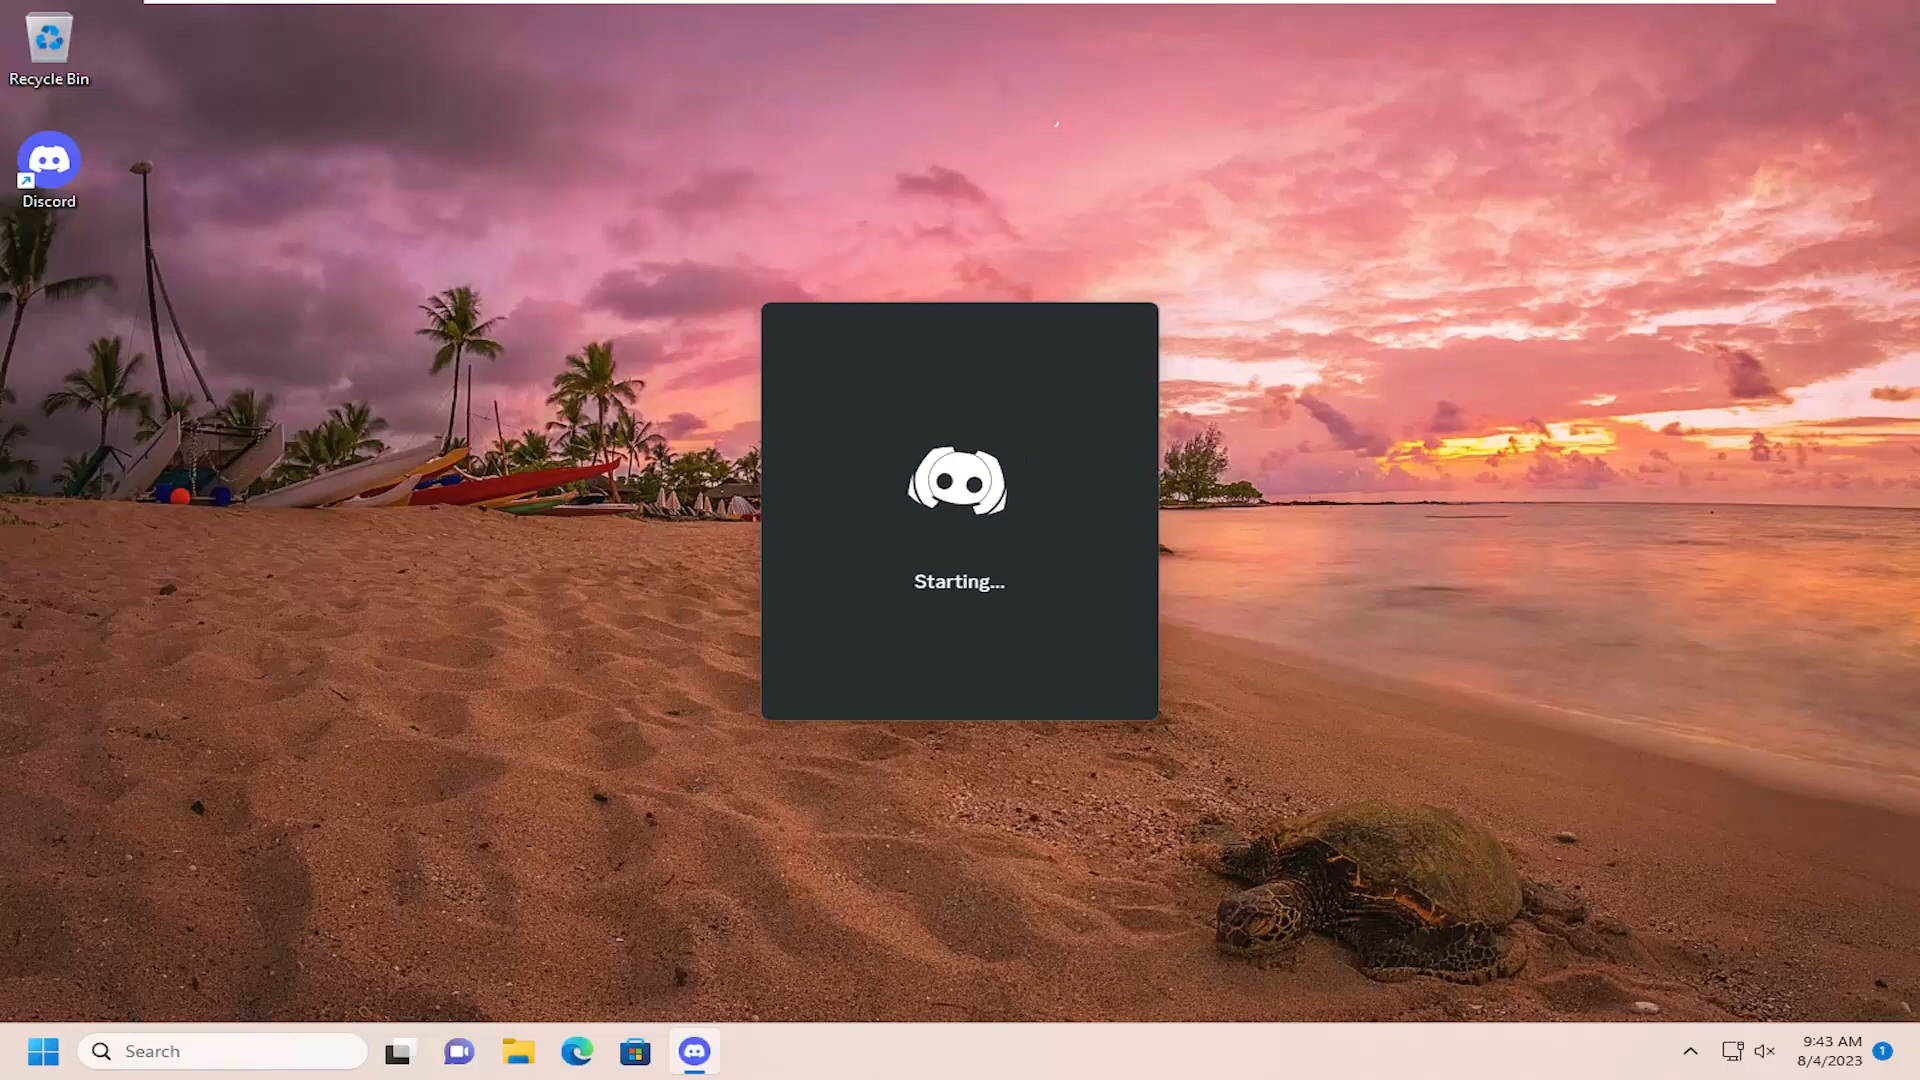 Recycle Bin
Discord
Starting...
Search
9:43 AM
8/4/2023
1